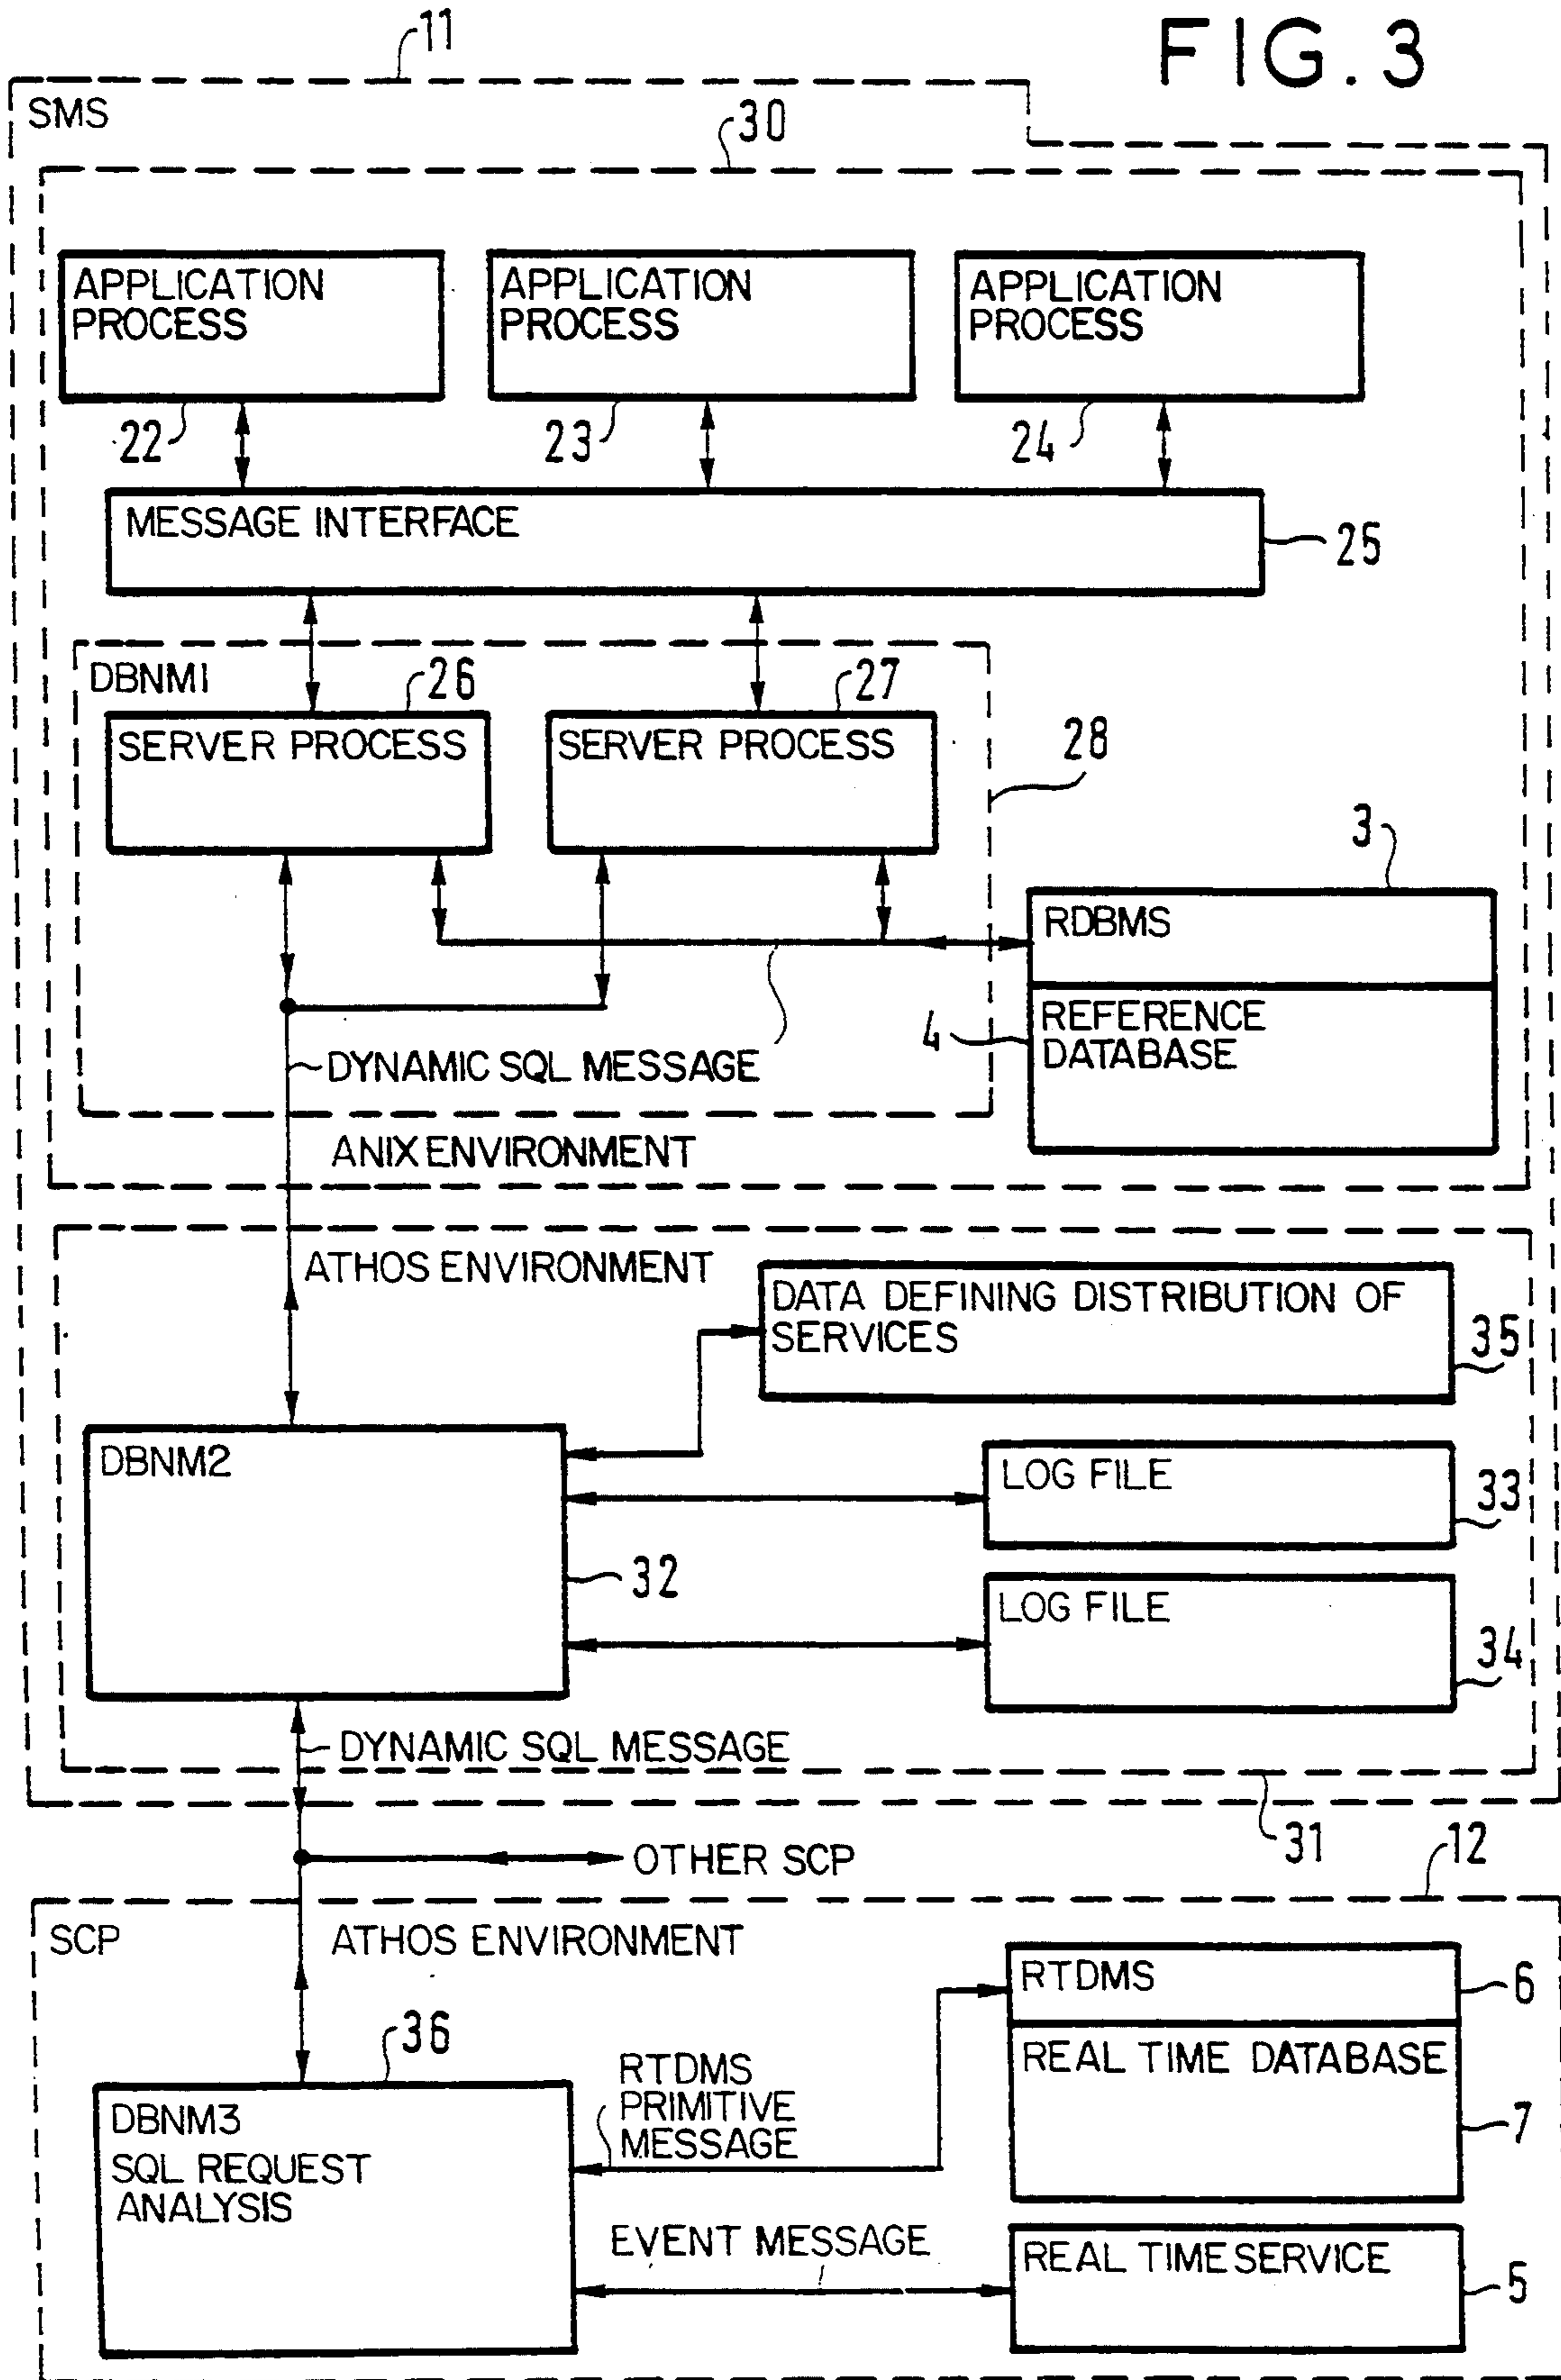 FIG. 3
11
SMS
30
APPLICATION
PROCESS
APPLICATION
PROCESS
APPLICATION
PROCESS
22
23
24
MESSAGE INTERFACE
25
DBNM1
26
27
SERVER PROCESS
SERVER PROCESS
28
3
RDBMS
4
REFERENCE
DATABASE
DYNAMIC SQL MESSAGE
ANIX ENVIRONMENT
ATHOS ENVIRONMENT
DATA DEFINING DISTRIBUTION OF
SERVICES
35
DBNM2
LOG FILE
33
32
LOG FILE
34
DYNAMIC SQL MESSAGE
31
12
OTHER SCP
SCP
ATHOS ENVIRONMENT
RTDMS
6
36
REAL TIME DATABASE
RTDMS
PRIMITIVE
MESSAGE
7
DBNM3
SQL REQUEST
ANALYSIS
EVENT MESSAGE
REAL TIME SERVICE
5